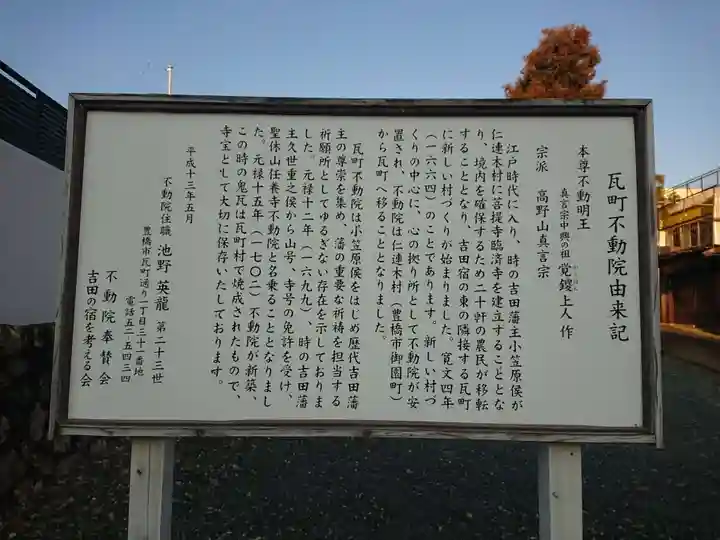 瓦町不動院由来記
本尊不動明王
真言宗中興の祖 覚鑁上人 作
かくばん
宗派 高野山真言宗
江戸時代に入り、時の吉田藩主小笠原侯が
仁連木村に菩提寺臨済寺を建立することとな
り、境内を確保するため二十軒の農民が移転
することとなり、吉田宿の東の隣接する瓦町
に新しい村づくりが始まりました。寛文四年
（一六六四）のことであります。新しい村づ
くりの中心に、心の拠り所として不動院が安
置され、不動院は仁連木村（豊橋市御園町）
から瓦町へ移ることとなりました。
瓦町不動院は小笠原侯をはじめ歴代吉田藩
主の尊崇を集め、藩の重要な祈祷を担当する
祈願所としてゆるぎない存在を示しておりま
した。元禄十二年（一六九九）、時の吉田藩
主久世重之侯から山号、寺号の免許を受け、
聖休山任養寺不動院と名乗ることとなりまし
た。元禄十五年（一七〇二）不動院が新築、
この時の鬼瓦は瓦町村で焼成されたもので、
寺宝として大切に保存いたしております。
平成十三年五月
不動院住職 池野英龍 第二十三世
豊橋市瓦町送り一丁目三十一番地
電話五二-五四三四
不動院奉賛会
吉田の宿を考える会